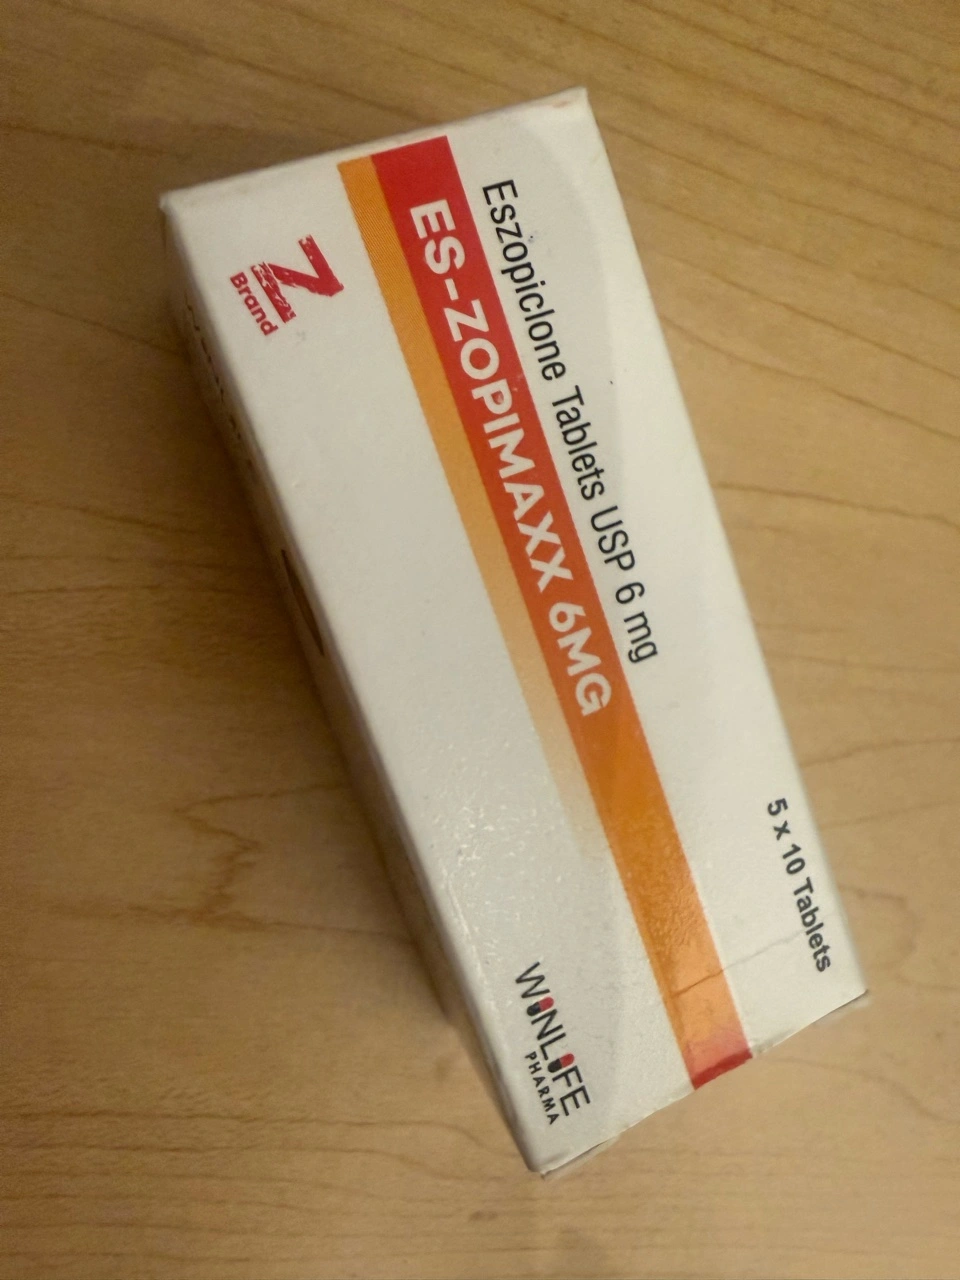 Eszopiclone Tablets USP 6 mg
ES-ZOPIMAXX 6MG
Z
Brand
5 x 10 Tablets
WINLIFE
PHARMA